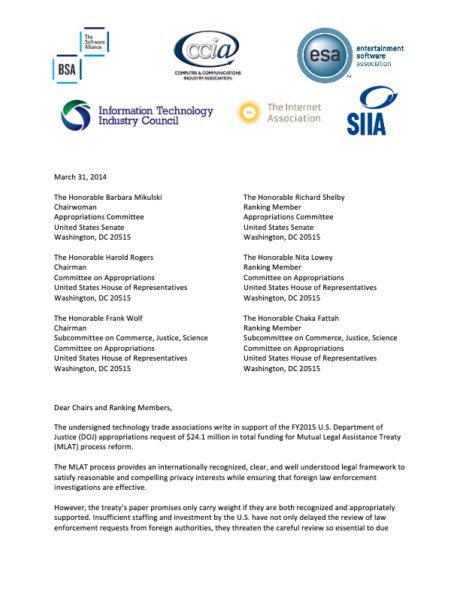 The
Software
Alliance
BSA
ccia
COMPUTER & COMMUNICATIONS
INDUSTRY ASSOCIATION
esa
entertainment
software
association
TM
Information Technology
Industry Council
The Internet
Association
SIIA
March 31, 2014
The Honorable Barbara Mikulski
Chairwoman
Appropriations Committee
United States Senate
Washington, DC 20515
The Honorable Richard Shelby
Ranking Member
Appropriations Committee
United States Senate
Washington, DC 20515
The Honorable Harold Rogers
Chairman
Committee on Appropriations
United States House of Representatives
Washington, DC 20515
The Honorable Nita Lowey
Ranking Member
Committee on Appropriations
United States House of Representatives
Washington, DC 20515
The Honorable Frank Wolf
Chairman
Subcommittee on Commerce, Justice, Science
Committee on Appropriations
United States House of Representatives
Washington, DC 20515
The Honorable Chaka Fattah
Ranking Member
Subcommittee on Commerce, Justice, Science
Committee on Appropriations
United States House of Representatives
Washington, DC 20515
Dear Chairs and Ranking Members,
The undersigned technology trade associations write in support of the FY2015 U.S. Department of
Justice (DOJ) appropriations request of $24.1 million in total funding for Mutual Legal Assistance Treaty
(MLAT) process reform.
The MLAT process provides an internationally recognized, clear, and well understood legal framework to
satisfy reasonable and compelling privacy interests while ensuring that foreign law enforcement
investigations are effective.
However, the treaty's paper promises only carry weight if they are both recognized and appropriately
supported. Insufficient staffing and investment by the U.S. have not only delayed the review of law
enforcement requests from foreign authorities, they threaten the careful review so essential to due